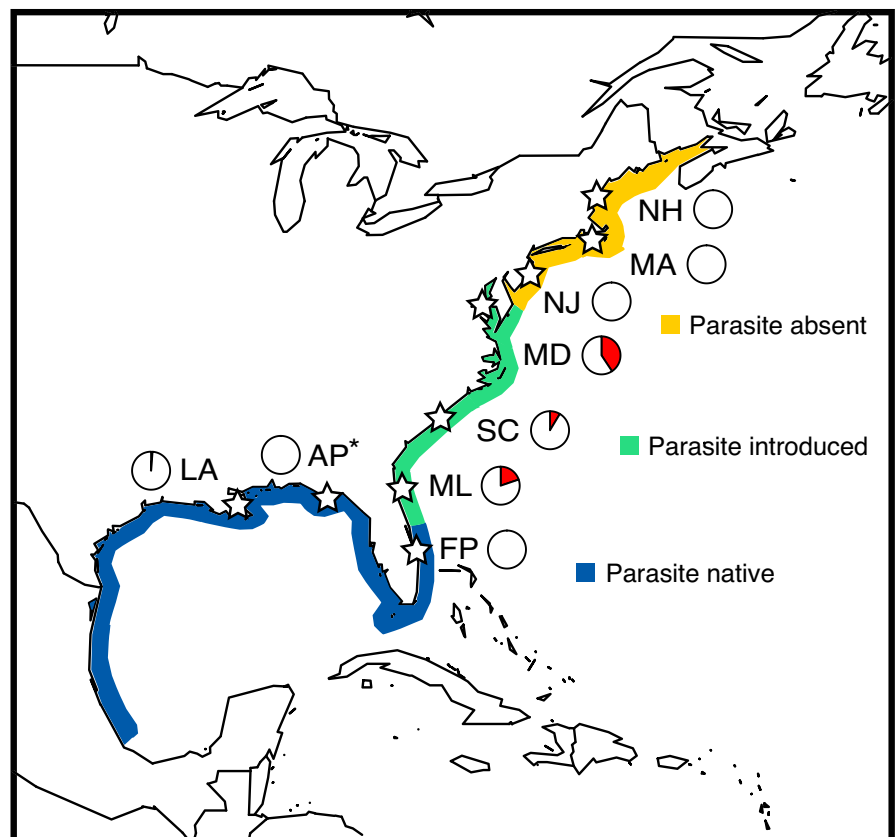 NH
MA
NJ
Parasite absent
MD
SC
Parasite introduced
LA
AP*
ML
FP
Parasite native